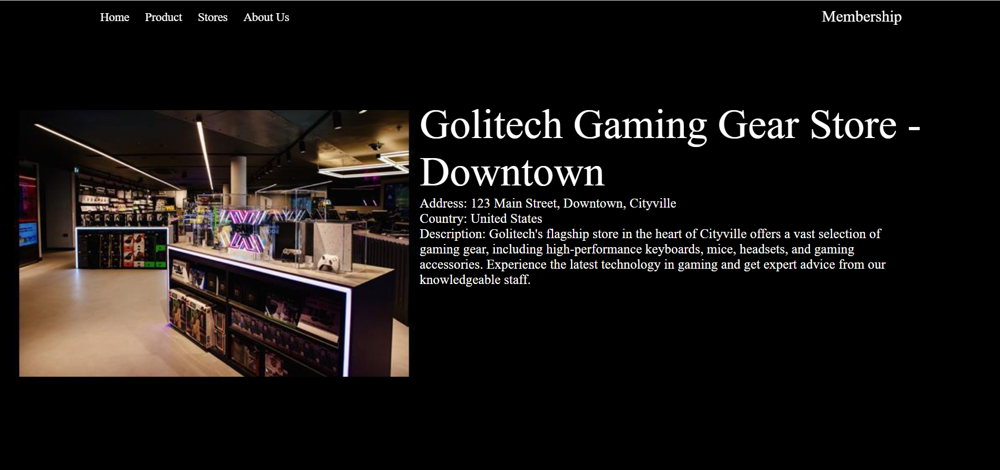 Home Product Stores About Us Membership
Golitech Gaming Gear Store -
Downtown
Address: 123 Main Street, Downtown, Cityville
Country: United States
Description: Golitech's flagship store in the heart of Cityville offers a vast selection of
gaming gear, including high-performance keyboards, mice, headsets, and gaming
accessories. Experience the latest technology in gaming and get expert advice from our
knowledgeable staff.